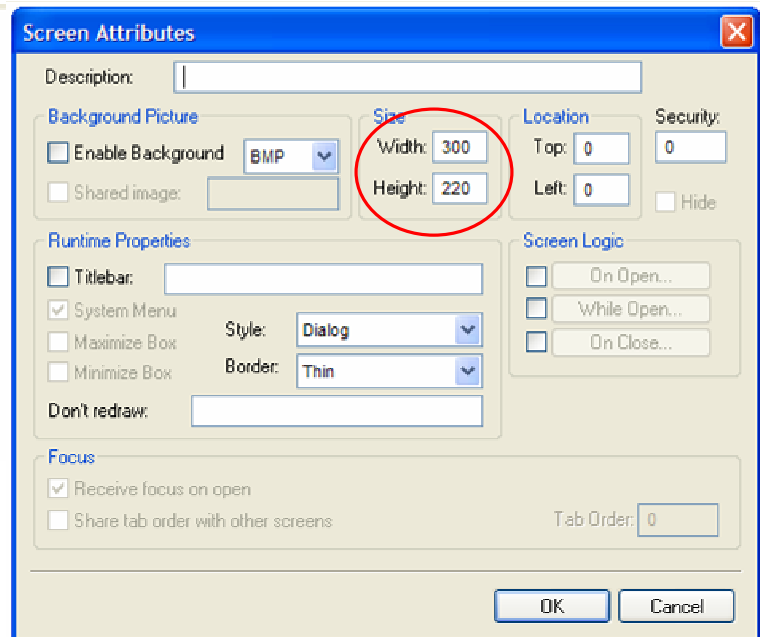 Screen Attributes
Description:
Background Picture
Enable Background BMP
Shared image:
Size
Width: 300
Height: 220
Location
Top: 0
Left: 0
Security:
0
Hide
Runtime Properties
Titlebar:
System Menu
Maximize Box
Minimize Box
Style: Dialog
Border: Thin
Don't redraw:
Screen Logic
On Open...
While Open...
On Close...
Focus
Receive focus on open
Share tab order with other screens
Tab Order: 0
OK Cancel